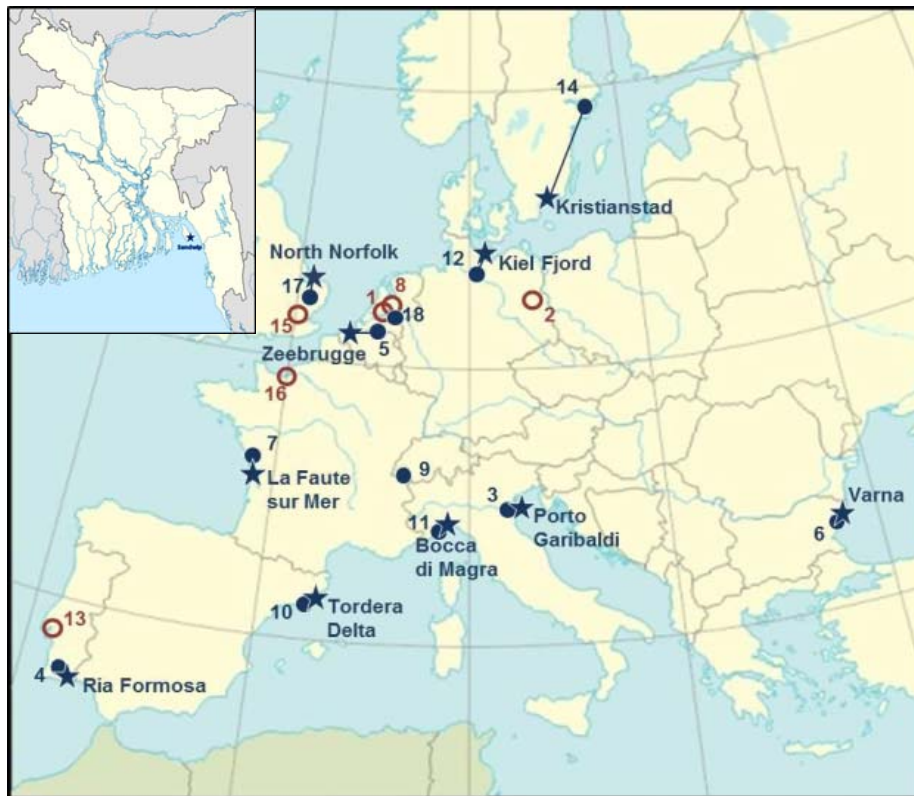 14
Kristianstad
Sandwip
North Norfolk
12
Kiel Fjord
17
1
8
15
18
2
Zeebrugge
5
16
7
9
La Faute
sur Mer
3
Varna
11
Porto
Garibaldi
6
Bocca
di Magra
10
Tordera
Delta
13
4
Ria Formosa